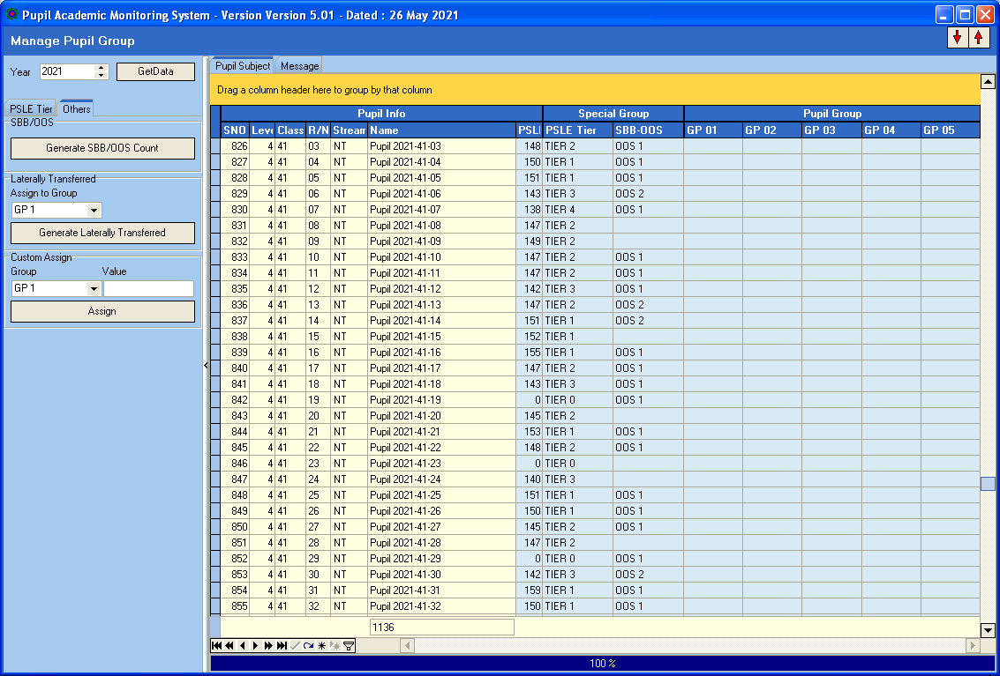 Pupil Academic Monitoring System - Version Version 5.01 - Dated : 26 May 2021
Manage Pupil Group
Year 2021 GetData
PSLE Tier Others
SBB/OOS
Generate SBB/OOS Count
Laterally Transferred
Assign to Group
GP 1
Generate Laterally Transferred
Custom Assign
Group Value
GP 1
Assign
Pupil Subject Message
Drag a column header here to group by that column
Pupil Info Special Group Pupil Group
SNO Leve Class R/N Stream Name PSLI PSLE Tier SBB-OOS GP 01 GP 02 GP 03 GP 04 GP 05
826 4 41 03 NT Pupil 2021-41-03 148 TIER 2 OOS 1
827 4 41 04 NT Pupil 2021-41-04 150 TIER 1 OOS 1
828 4 41 05 NT Pupil 2021-41-05 151 TIER 1 OOS 1
829 4 41 06 NT Pupil 2021-41-06 143 TIER 3 OOS 2
830 4 41 07 NT Pupil 2021-41-07 138 TIER 4 OOS 1
831 4 41 08 NT Pupil 2021-41-08 147 TIER 2
832 4 41 09 NT Pupil 2021-41-09 149 TIER 2
833 4 41 10 NT Pupil 2021-41-10 147 TIER 2 OOS 1
834 4 41 11 NT Pupil 2021-41-11 147 TIER 2 OOS 1
835 4 41 12 NT Pupil 2021-41-12 142 TIER 3 OOS 1
836 4 41 13 NT Pupil 2021-41-13 147 TIER 2 OOS 2
837 4 41 14 NT Pupil 2021-41-14 151 TIER 1 OOS 2
838 4 41 15 NT Pupil 2021-41-15 152 TIER 1
839 4 41 16 NT Pupil 2021-41-16 155 TIER 1 OOS 1
840 4 41 17 NT Pupil 2021-41-17 147 TIER 2 OOS 1
841 4 41 18 NT Pupil 2021-41-18 143 TIER 3 OOS 1
842 4 41 19 NT Pupil 2021-41-19 0 TIER 0 OOS 1
843 4 41 20 NT Pupil 2021-41-20 145 TIER 2
844 4 41 21 NT Pupil 2021-41-21 153 TIER 1 OOS 1
845 4 41 22 NT Pupil 2021-41-22 148 TIER 2 OOS 1
846 4 41 23 NT Pupil 2021-41-23 0 TIER 0
847 4 41 24 NT Pupil 2021-41-24 140 TIER 3
848 4 41 25 NT Pupil 2021-41-25 151 TIER 1 OOS 1
849 4 41 26 NT Pupil 2021-41-26 150 TIER 1 OOS 1
850 4 41 27 NT Pupil 2021-41-27 145 TIER 2 OOS 1
851 4 41 28 NT Pupil 2021-41-28 147 TIER 2
852 4 41 29 NT Pupil 2021-41-29 0 TIER 0 OOS 1
853 4 41 30 NT Pupil 2021-41-30 142 TIER 3 OOS 2
854 4 41 31 NT Pupil 2021-41-31 159 TIER 1 OOS 1
855 4 41 32 NT Pupil 2021-41-32 150 TIER 1 OOS 1
1136
100 %